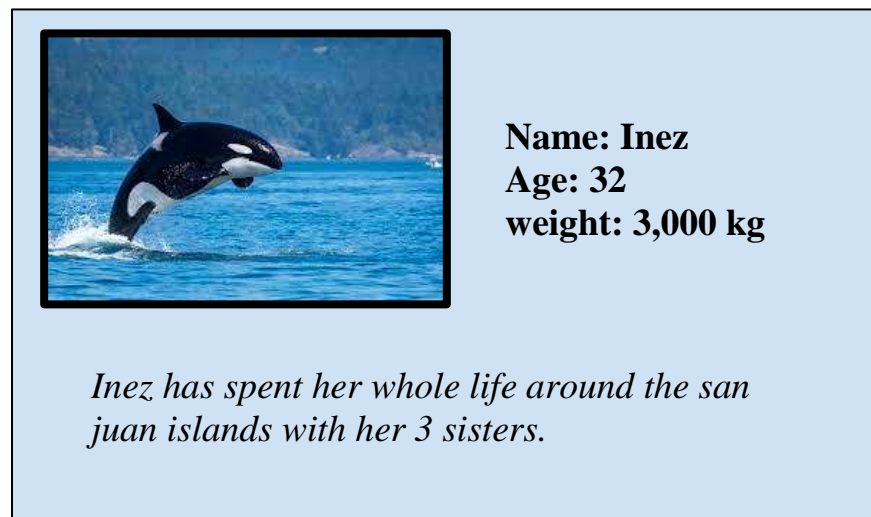 Name: Inez
Age: 32
weight: 3,000 kg
Inez has spent her whole life around the san
juan islands with her 3 sisters.